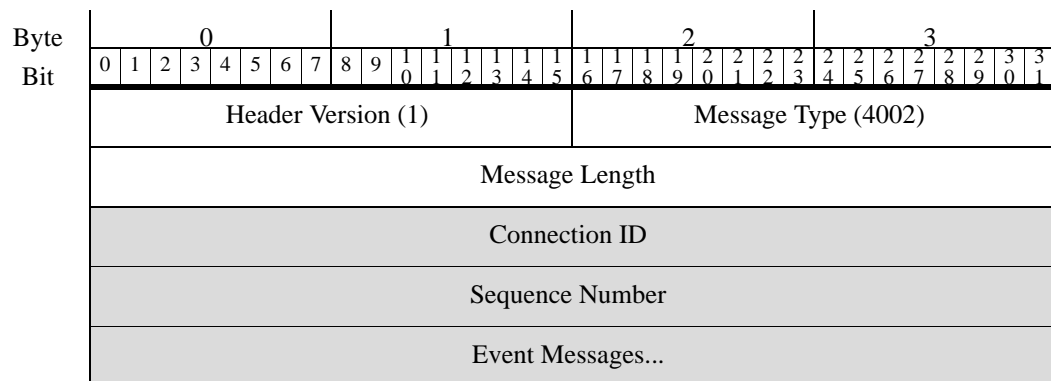 Byte 0 1 2 3
Bit 0 1 2 3 4 5 6 7 8 9 10 11 12 13 14 15 16 17 18 19 20 21 22 23 24 25 26 27 28 29 30 31
Header Version (1) Message Type (4002)
Message Length
Connection ID
Sequence Number
Event Messages...